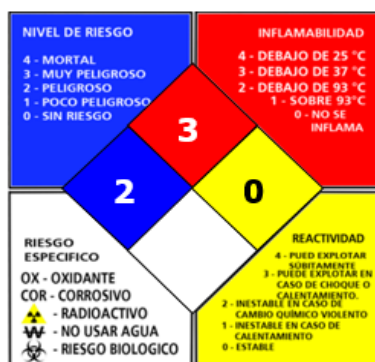 NIVEL DE RIESGO
4 - MORTAL
3 - MUY PELIGROSO
2 - PELIGROSO
1 - POCO PELIGROSO
0 - SIN RIESGO
INFLAMABILIDAD
4 - DEBAJO DE 25 °C
3 - DEBAJO DE 37 °C
2 - DEBAJO DE 93 °C
1 - SOBRE 93°C
0 - NO SE
INFLAMA
3
2
0
RIESGO
ESPECIFICO
OX - OXIDANTE
COR - CORROSIVO
- RADIOACTIVO
W - NO USAR AGUA
- RIESGO BIOLOGICO
REACTIVIDAD
4 - PUED EXPLOTAR
SÚBITAMENTE
3 - PUEDE EXPLOTAR EN
CASO DE CHOQUE O
CALENTAMIENTO.
2 - INESTABLE EN CASO DE
CAMBIO QUÍMICO VIOLENTO
1 - INESTABLE EN CASO DE
CALENTAMIENTO
0 - ESTABLE